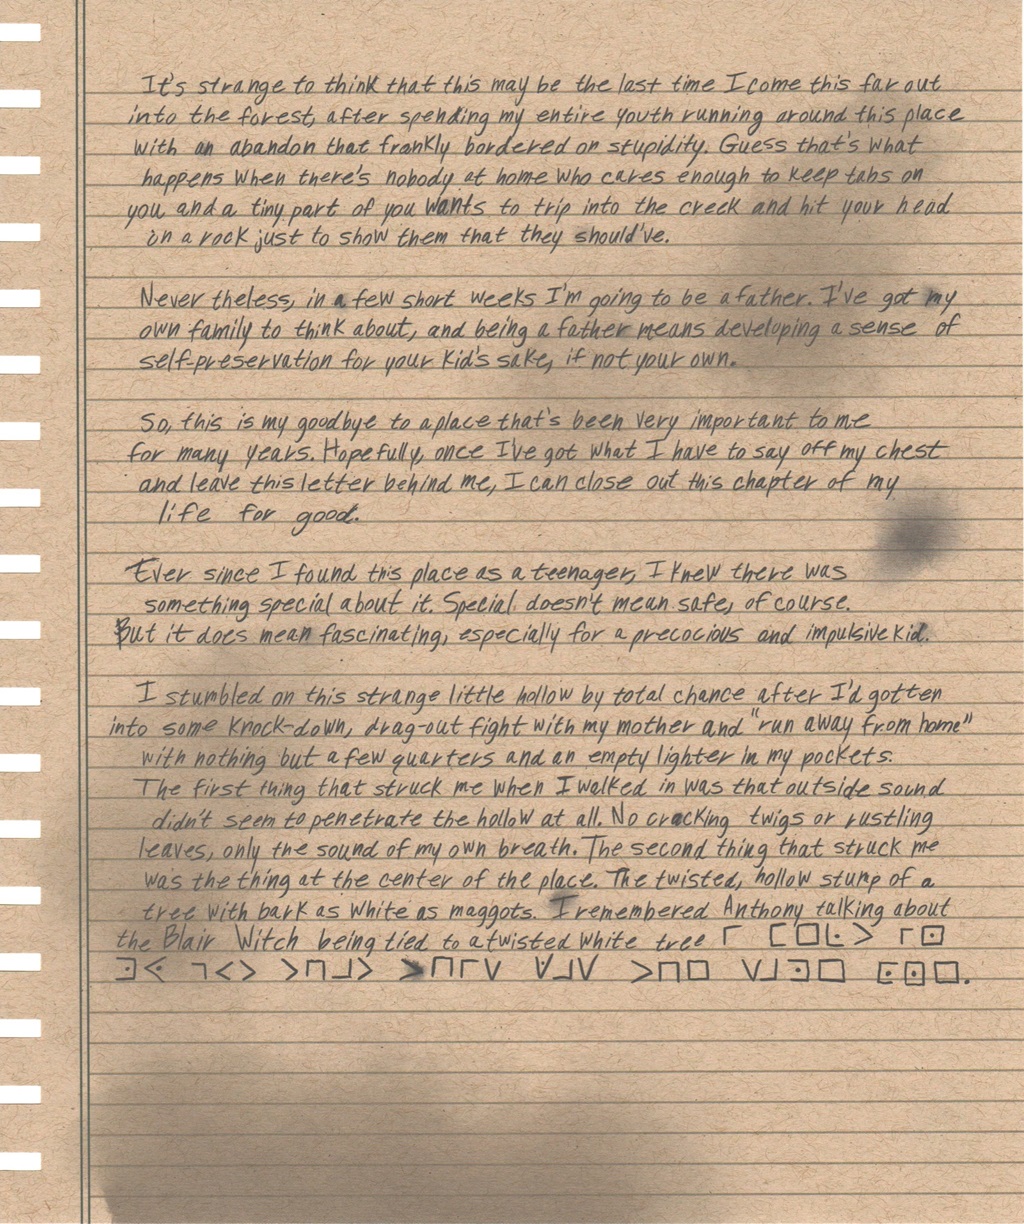 It's strange to think that this may be the last time I come this far out
into the forest, after spending my entire youth running around this place
with an abandon that frankly bordered on stupidity. Guess that's what
happens when there's nobody at home who cares enough to keep tabs on
you, and a tiny part of you wants to trip into the creek and hit your head
on a rock just to show them that they should've.
Never theless, in a few short weeks I'm going to be a father. I've got my
own family to think about, and being a father means developing a sense of
self-preservation for your kid's sake, if not your own.
So, this is my goodbye to a place that's been very important to me
for many years. Hopefully, once I've got what I have to say off my chest
and leave this letter behind me, I can close out this chapter of my
life for good.
Ever since I found this place as a teenager, I knew there was
something special about it. Special doesn't mean safe, of course.
But it does mean fascinating, especially for a precocious and impulsive kid.
I stumbled on this strange little hollow by total chance after I'd gotten
into some knock-down, drag-out fight with my mother and "run away from home"
with nothing but a few quarters and an empty lighter in my pockets.
The first thing that struck me when I walked in was that outside sound
didn't seem to penetrate the hollow at all. No cracking twigs or rustling
leaves, only the sound of my own breath. The second thing that struck me
was the thing at the center of the place. The twisted, hollow stump of a
tree with bark as white as maggots. I remembered Anthony talking about
the Blair Witch being tied to a twisted white tree